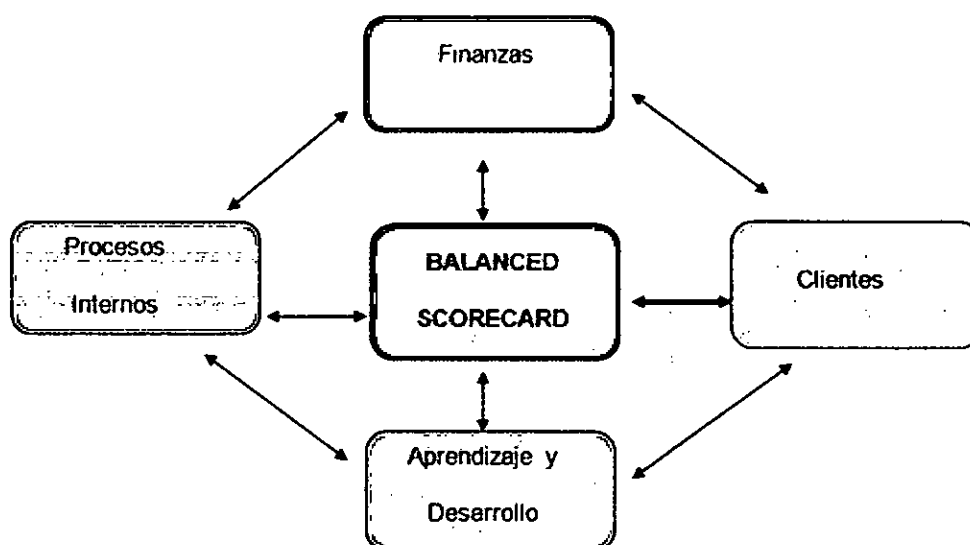 Finanzas
Procesos
Internos
BALANCED
SCORECARD
Clientes
Aprendizaje y
Desarrollo